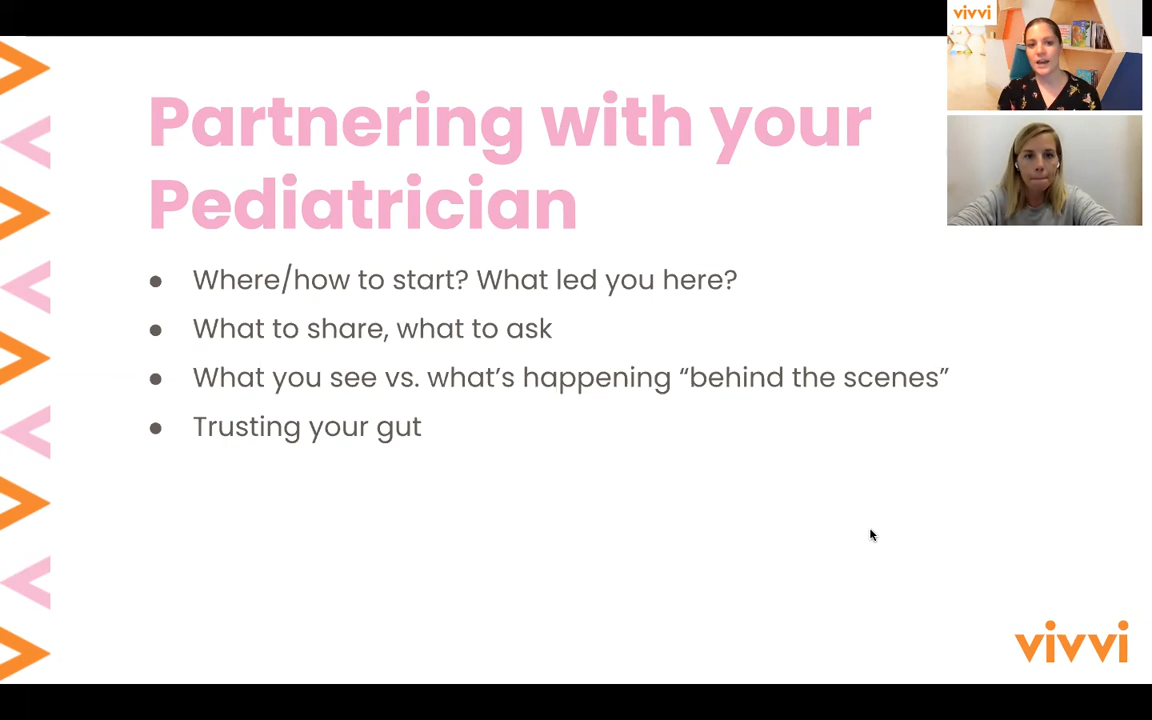 vivvi
Partnering with your
Pediatrician
● Where/how to start? What led you here?
● What to share, what to ask
● What you see vs. what’s happening “behind the scenes”
● Trusting your gut
vivvi